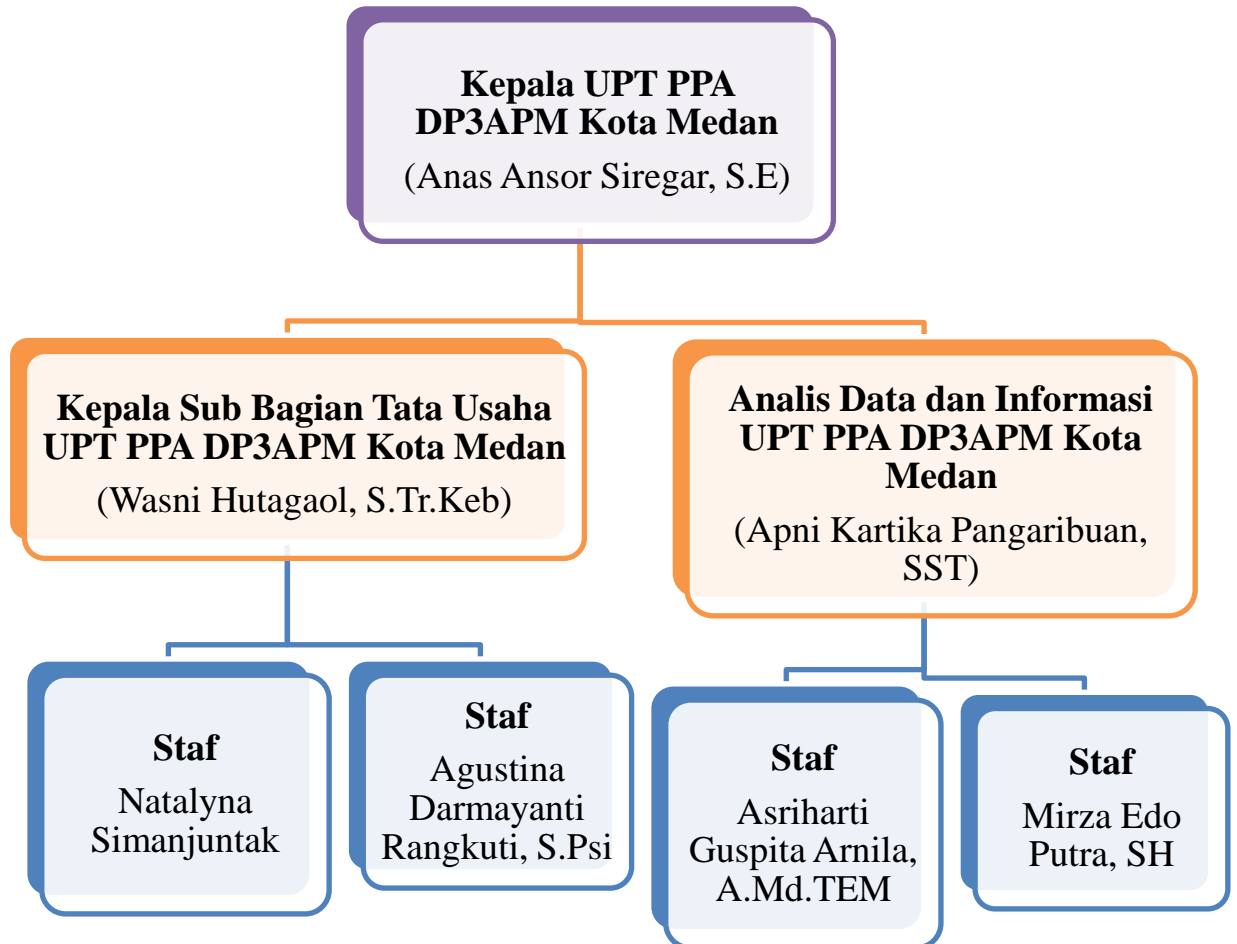 Kepala UPT PPA
DP3APM Kota Medan
(Anas Ansor Siregar, S.E)
Kepala Sub Bagian Tata Usaha
UPT PPA DP3APM Kota Medan
(Wasni Hutagaol, S.Tr.Keb)
Analis Data dan Informasi
UPT PPA DP3APM Kota
Medan
(Apni Kartika Pangaribuan,
SST)
Staf
Natalyna
Simanjuntak
Staf
Agustina
Darmayanti
Rangkuti, S.Psi
Staf
Asriharti
Guspita Arnila,
A.Md.TEM
Staf
Mirza Edo
Putra, SH